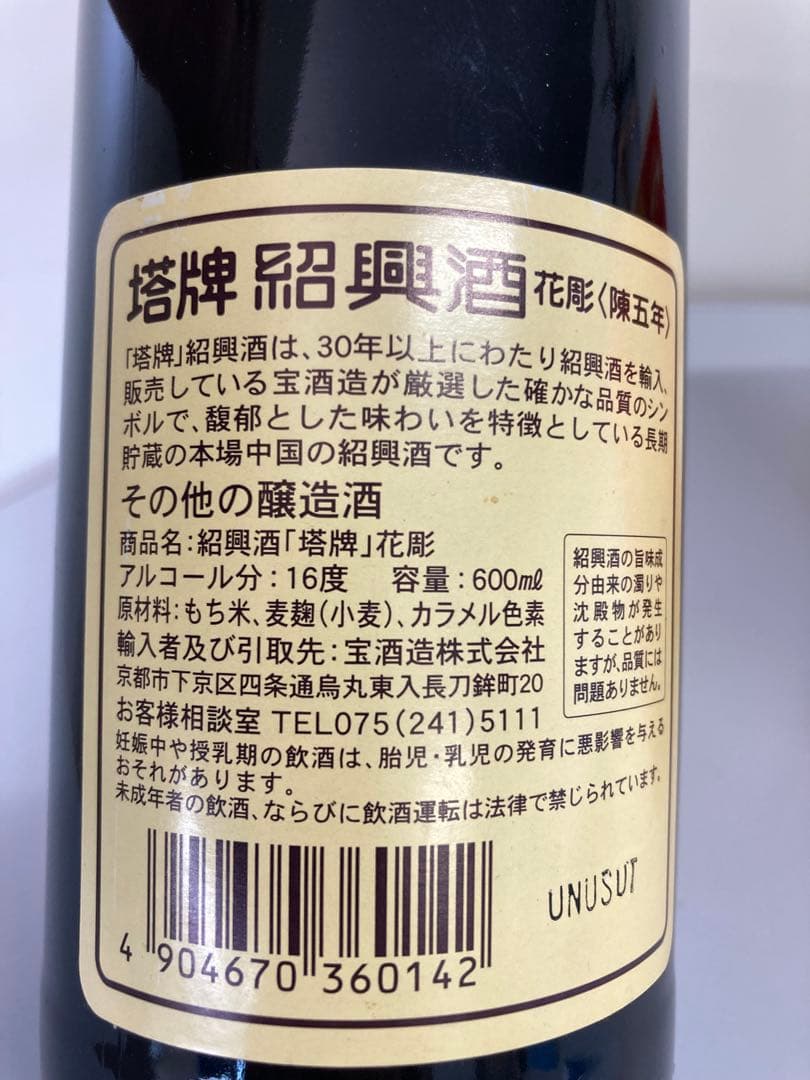 塔牌 紹興酒 花彫〈陳五年〉
「塔牌」紹興酒は、30年以上にわたり紹興酒を輸入、
販売している宝酒造が厳選した確かな品質のシン
ボルで、馥郁とした味わいを特徴としている長期
貯蔵の本場中国の紹興酒です。
その他の醸造酒
商品名：紹興酒「塔牌」花彫
アルコール分：16度　容量：600㎖
原材料：もち米、麦麹（小麦）、カラメル色素
輸入者及び引取先：宝酒造株式会社
京都市下京区四条通烏丸東入長刀鉾町20
お客様相談室 TEL075(241)5111
紹興酒の旨味成
分由来の濁りや
沈殿物が発生
することがあり
ますが、品質には
問題ありません。
妊娠中や授乳期の飲酒は、胎児・乳児の発育に悪影響を与える
おそれがあります。
未成年者の飲酒、ならびに飲酒運転は法律で禁じられています。
UNUSUT
4 904670 360142